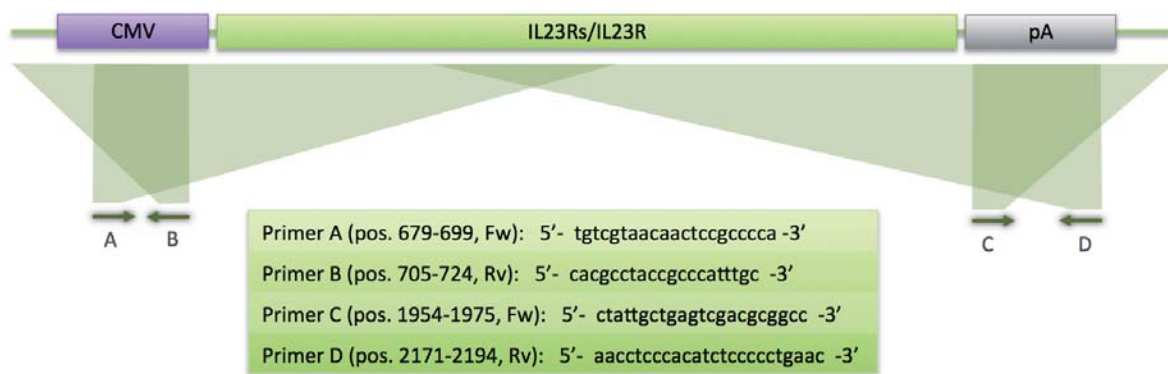 CMV
IL23Rs/IL23R
pA
A
B
C
D
Primer A (pos. 679-699, Fw): 5’- tgtcgtaacaactccgcccca -3’
Primer B (pos. 705-724, Rv): 5’- cacgcctaccgcccatttgc -3’
Primer C (pos. 1954-1975, Fw): 5’- ctattgctgagtcgacgcggcc -3’
Primer D (pos. 2171-2194, Rv): 5’- aacctcccacatctccccctgaac -3’